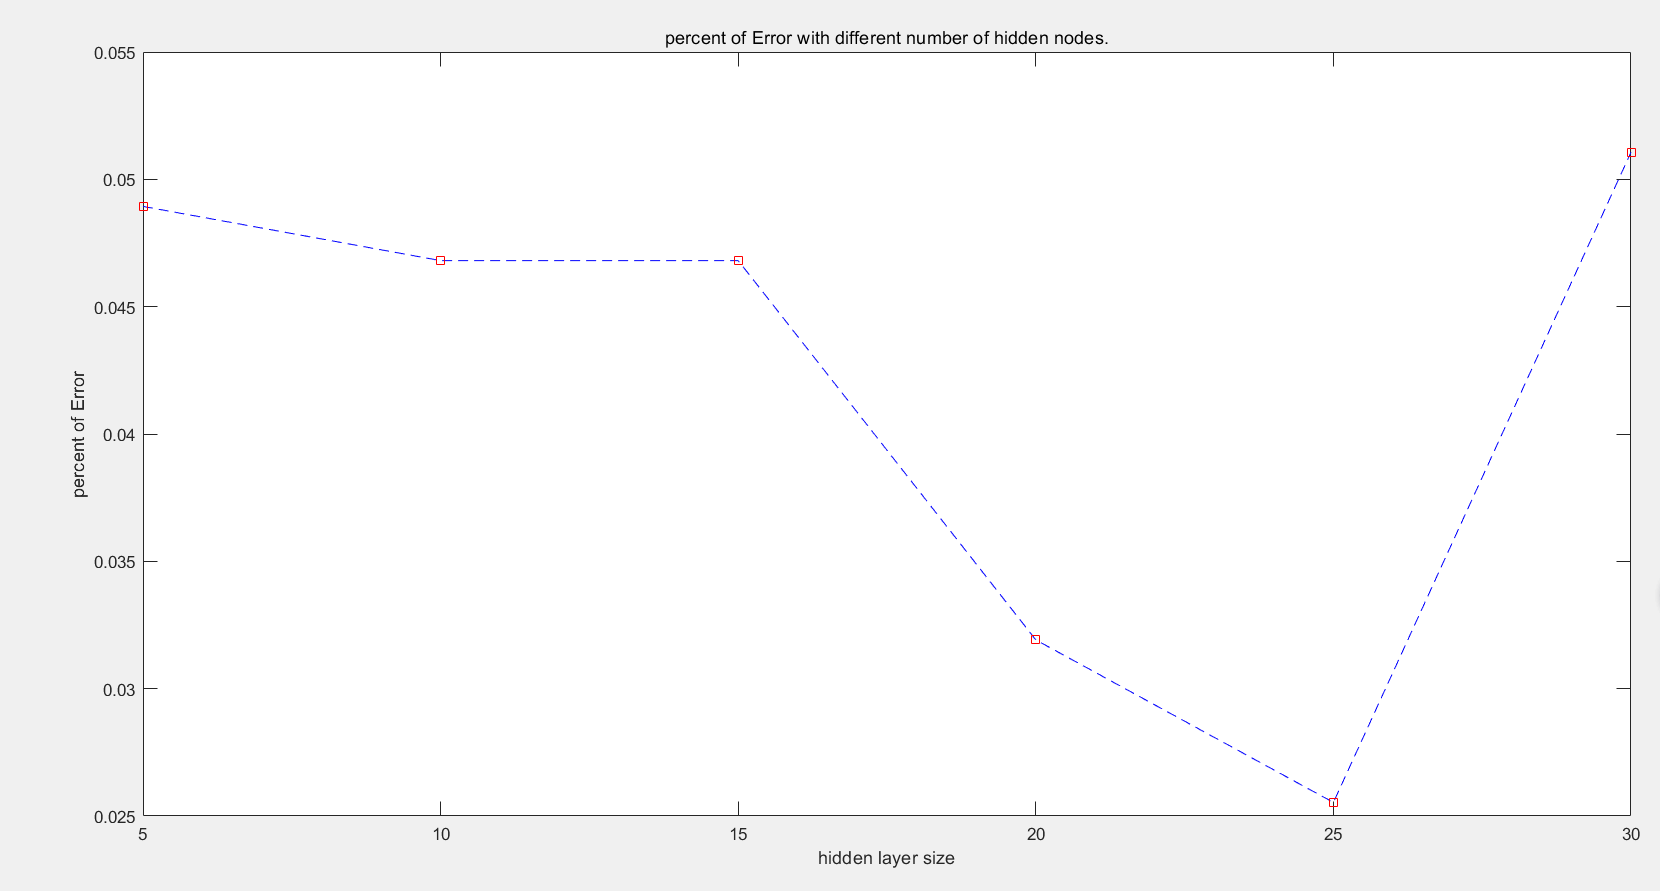 percent of Error with different number of hidden nodes.
0.055
0.05
0.045
0.04
0.035
0.03
0.025
percent of Error
5 10 15 20 25 30
hidden layer size